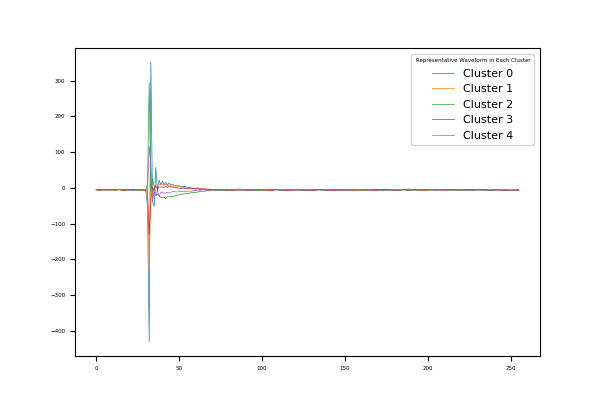 Representative Waveform in Each Cluster
Cluster 0
Cluster 1
Cluster 2
Cluster 3
Cluster 4
300
200
100
0
−100
−200
−300
−400
0 50 100 150 200 250